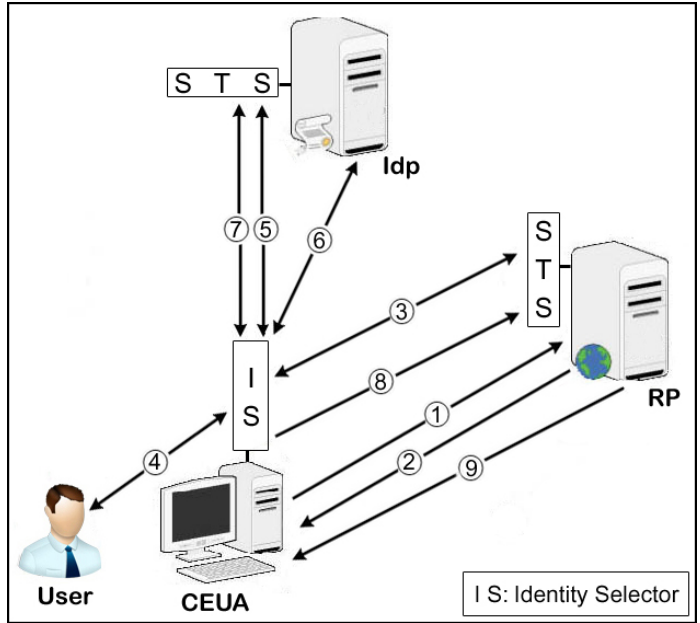 S T S
Idp
7
5
6
S
T
S
3
I
S
8
1
RP
4
2
9
User
CEUA
I S: Identity Selector